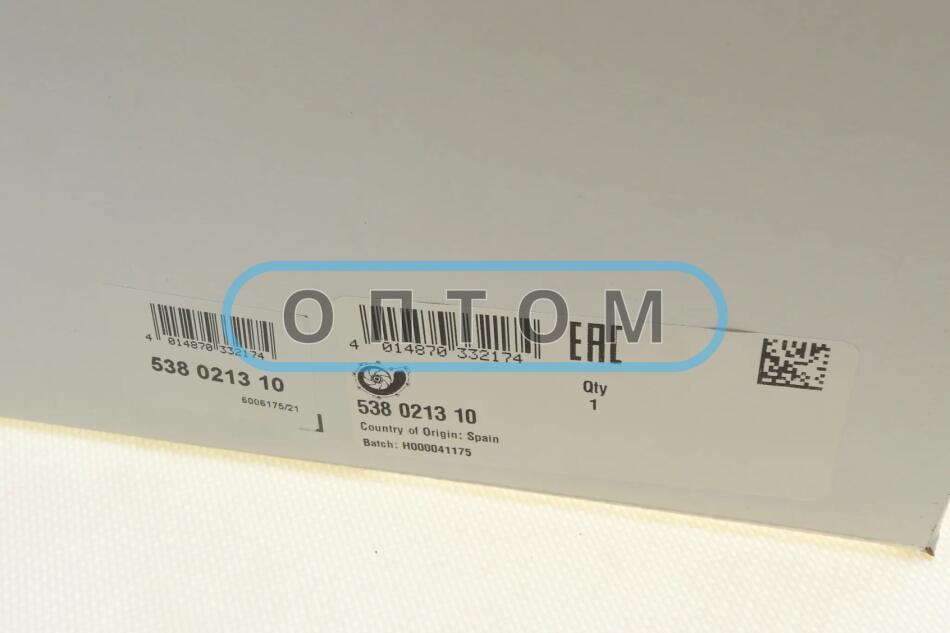 ОПТОМ
4 014870 332174
538 0213 10
6006175/21
4 014870 332174
EAC
538 0213 10
Qty
1
Country of Origin: Spain
Batch: H000041175